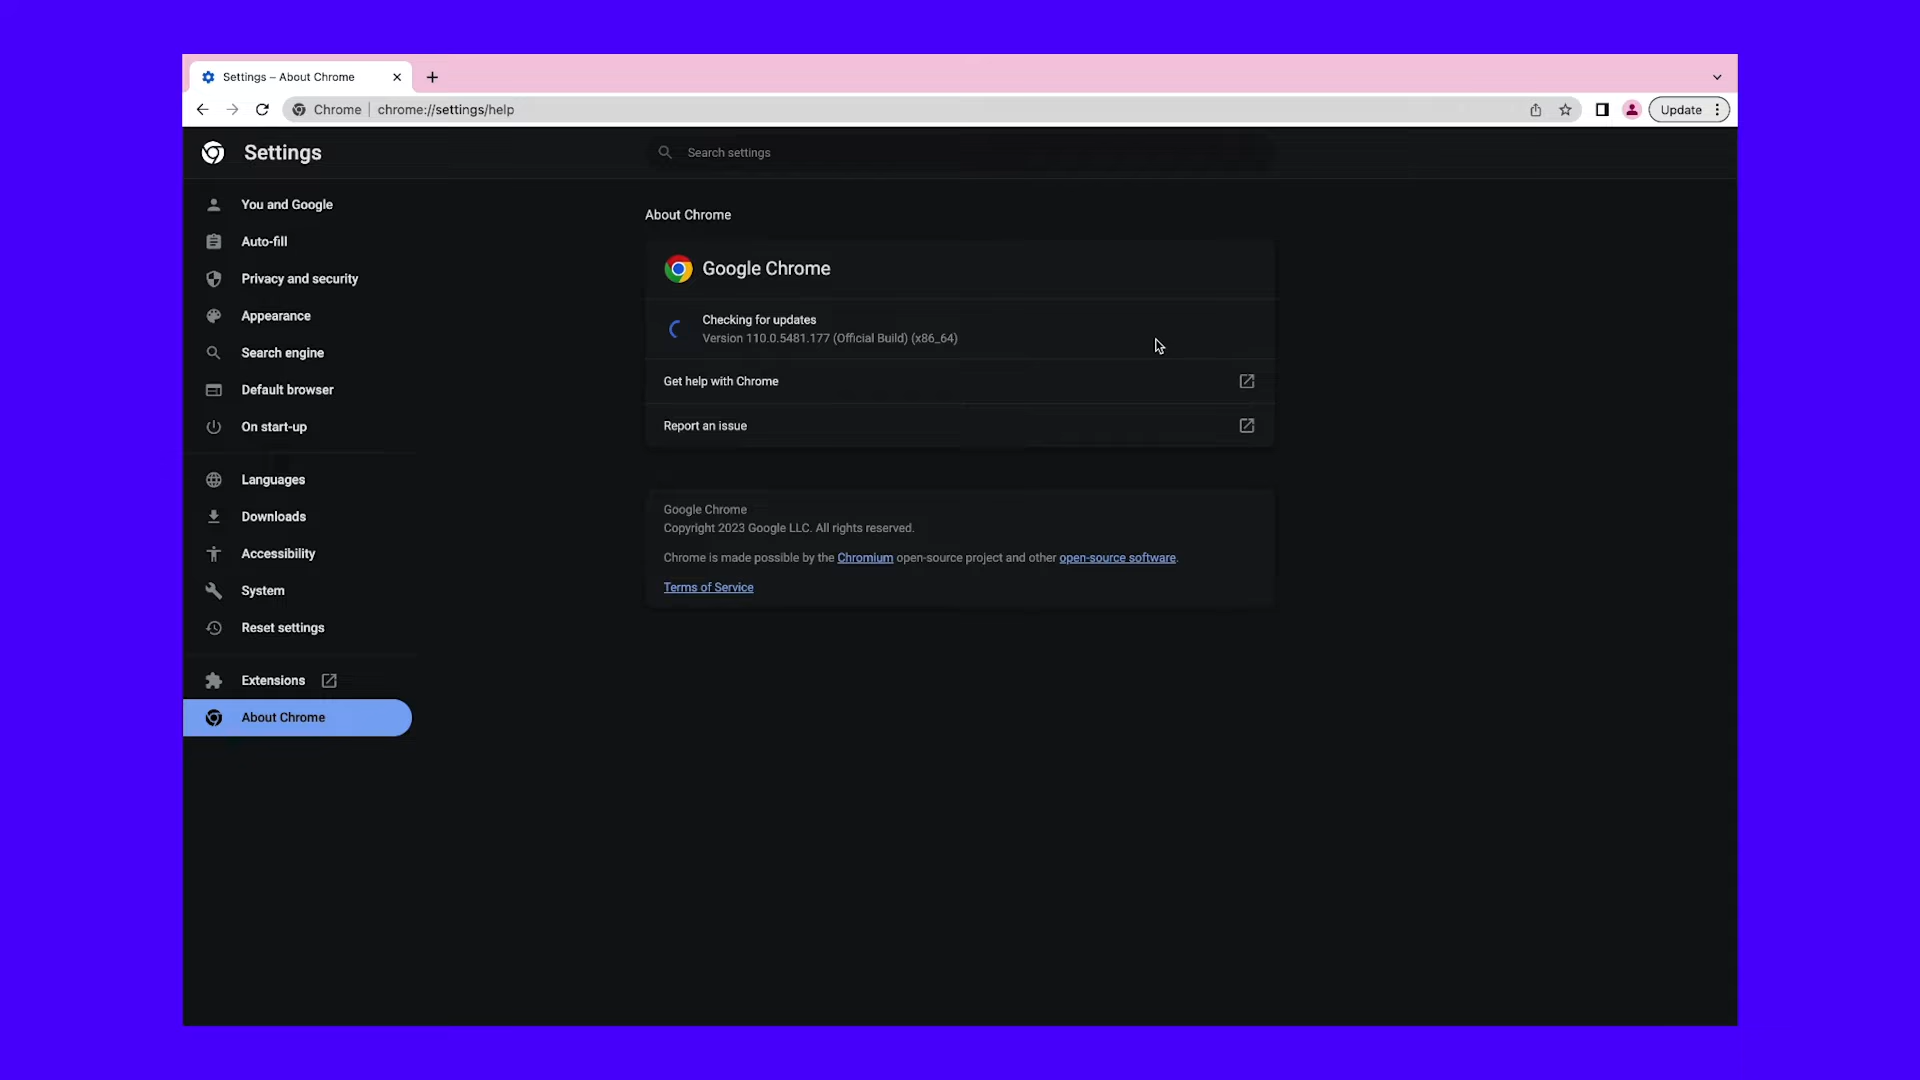 Settings – About Chrome
Chrome | chrome://settings/help
Update
Settings
Search settings
You and Google
Auto-fill
Privacy and security
Appearance
Search engine
Default browser
On start-up
Languages
Downloads
Accessibility
System
Reset settings
Extensions
About Chrome
About Chrome
Google Chrome
Checking for updates
Version 110.0.5481.177 (Official Build) (x86_64)
Get help with Chrome
Report an issue
Google Chrome
Copyright 2023 Google LLC. All rights reserved.
Chrome is made possible by the Chromium open-source project and other open-source software.
Terms of Service